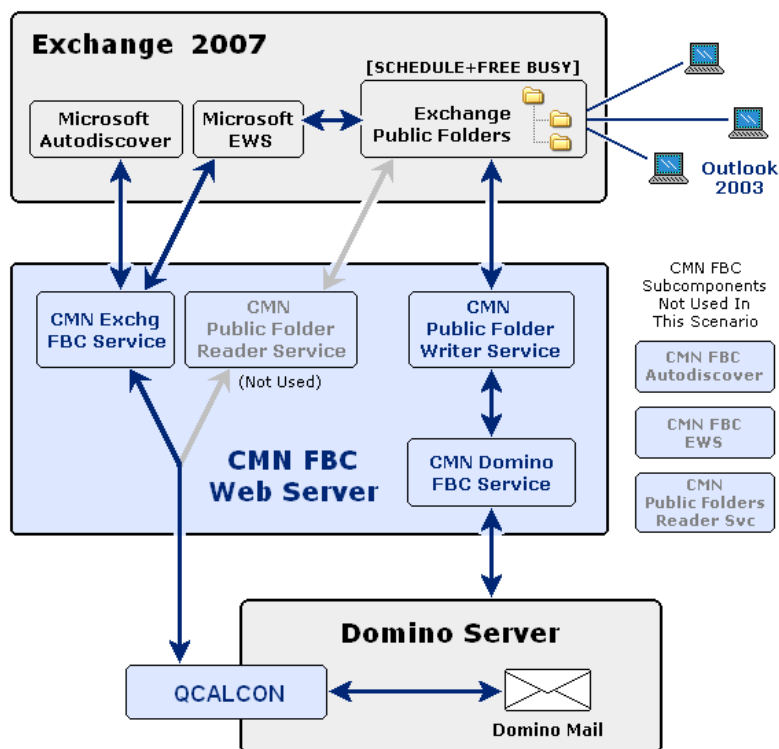 Exchange 2007
[SCHEDULE+FREE BUSY]
Microsoft
Autodiscover
Microsoft
EWS
Exchange
Public Folders
Outlook
2003
CMN Exchg
FBC Service
CMN
Public Folder
Reader Service
(Not Used)
CMN
Public Folder
Writer Service
CMN FBC
Web Server
CMN Domino
FBC Service
CMN FBC
Subcomponents
Not Used In
This Scenario
CMN FBC
Autodiscover
CMN FBC
EWS
CMN
Public Folders
Reader Svc
Domino Server
QCALCON
Domino Mail